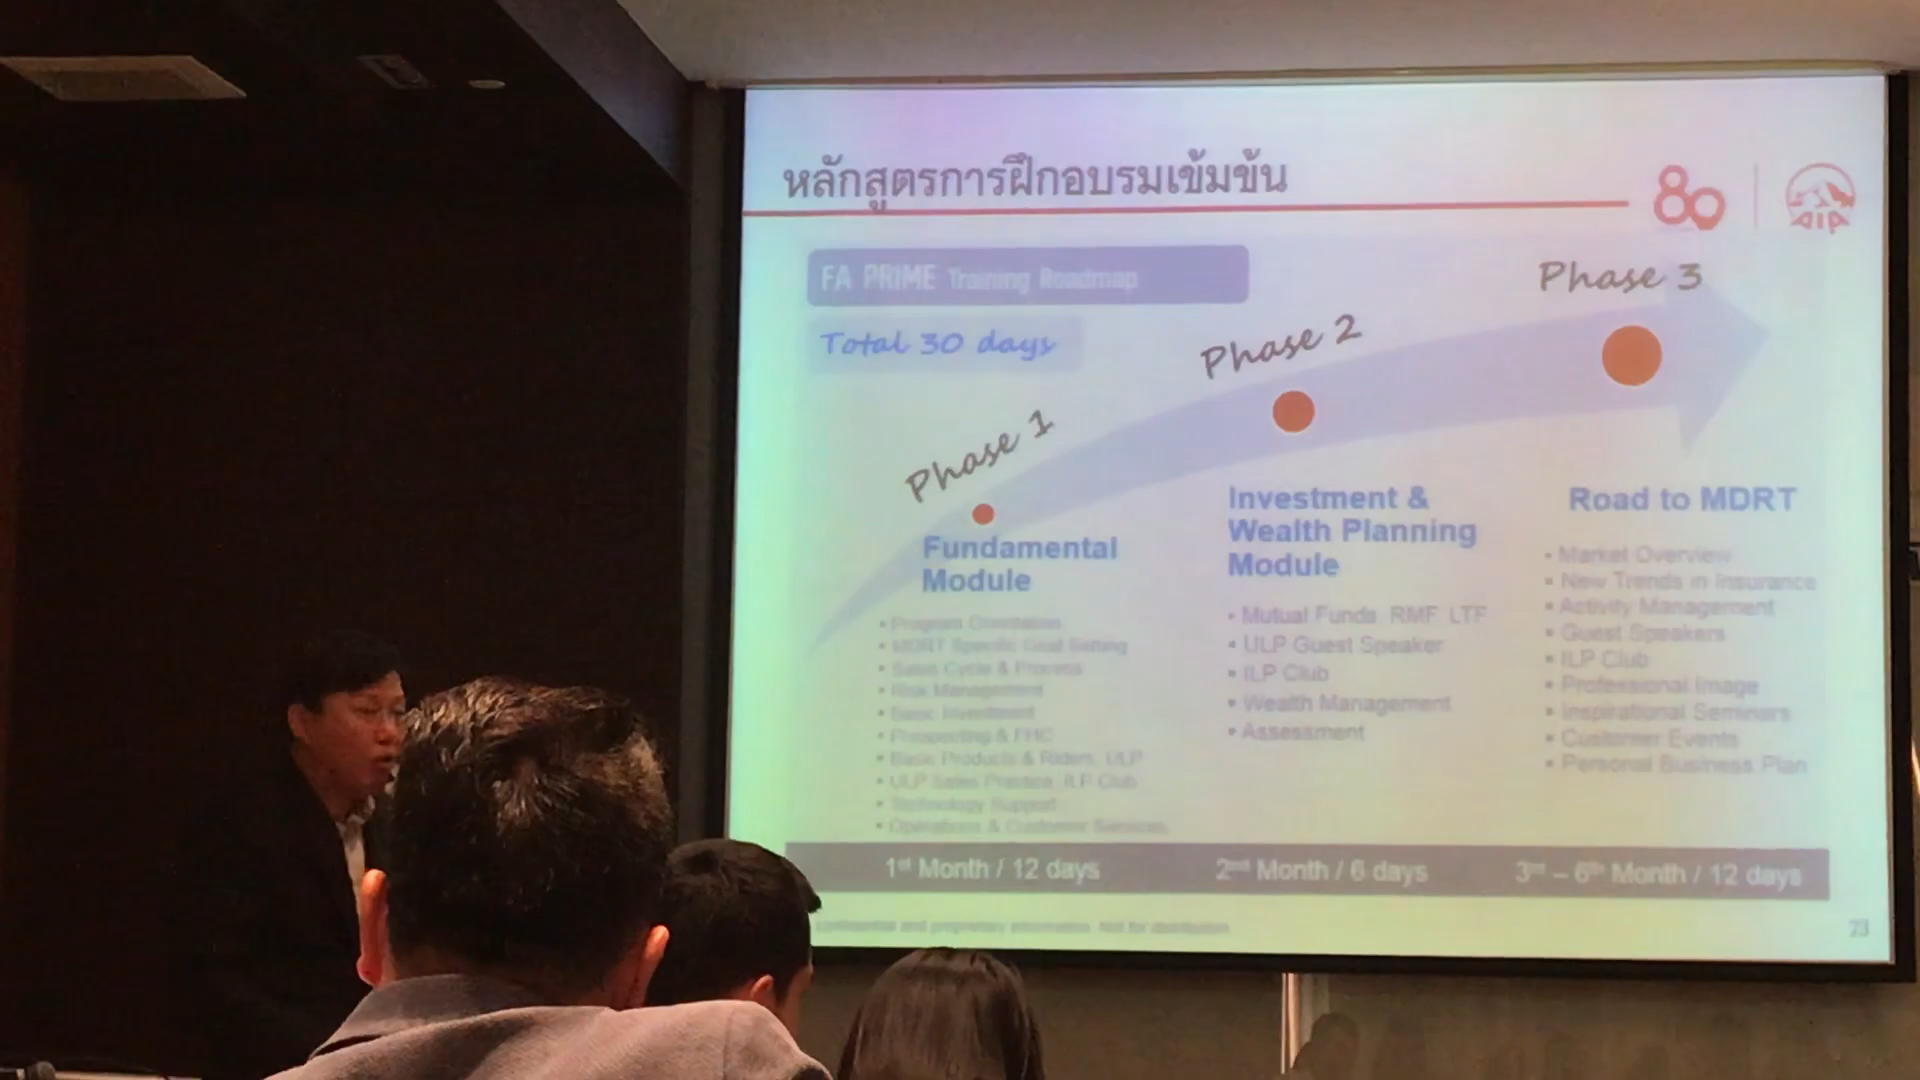 หลักสูตรการฝึกอบรมเข้มข้น
80
AIA
FA PRIME Training Roadmap
Total 30 days
Phase 1
Phase 2
Phase 3
Fundamental
Module
• Program Orientation
• MDRT Specific Goal Setting
• Sales Cycle & Process
• Risk Management
• Basic Investment
• Prospecting & FHC
• Basic Products & Riders, ULP
• ULP Sales Practice, ILP Club
• Technology Support
• Operations & Customer Services
Investment &
Wealth Planning
Module
• Mutual Funds RMF LTF
• ULP Guest Speaker
• ILP Club
• Wealth Management
• Assessment
Road to MDRT
• Market Overview
• New Trends in Insurance
• Activity Management
• Guest Speakers
• ILP Club
• Professional Image
• Inspirational Seminars
• Customer Events
• Personal Business Plan
1st Month / 12 days
2nd Month / 6 days
3rd – 6th Month / 12 days
Confidential and proprietary information. Not for distribution.
23